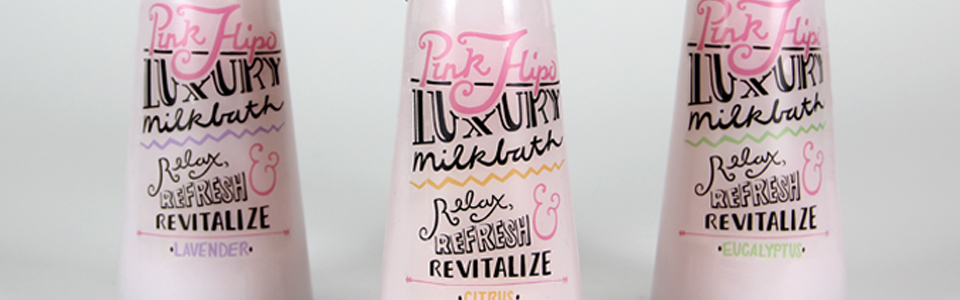 Pink Hipo
LUXURY
milkbath
Relax,
REFRESH &
REVITALIZE
·LAVENDER·
Pink Hipo
LUXURY
milkbath
Relax,
REFRESH &
REVITALIZE
·CITRUS·
Pink Hipo
LUXURY
milkbath
Relax,
REFRESH &
REVITALIZE
·EUCALYPTUS·